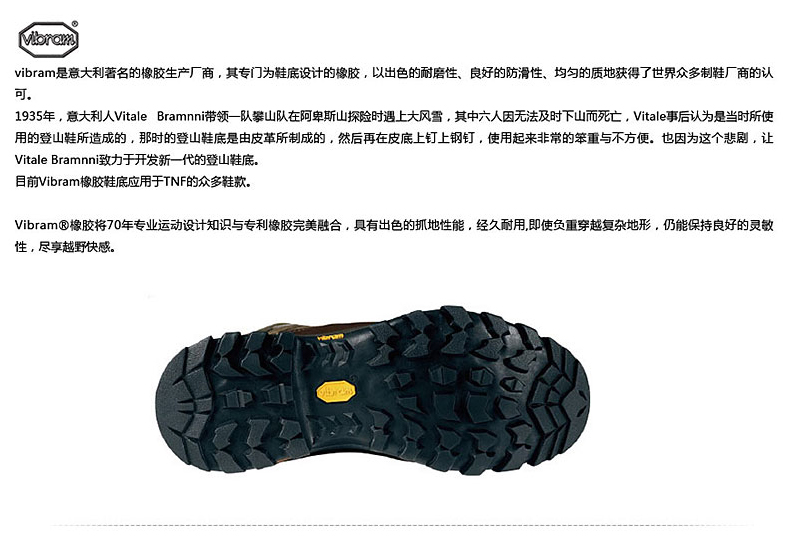 vibram®
vibram是意大利著名的橡胶生产厂商，其专门为鞋底设计的橡胶，以出色的耐磨性、良好的防滑性、均匀的质地获得了世界众多制鞋厂商的认
可。
1935年，意大利人Vitale Bramnni带领一队攀山队在阿卑斯山探险时遇上大风雪，其中六人因无法及时下山而死亡，Vitale事后认为是当时所使
用的登山鞋所造成的，那时的登山鞋底是由皮革所制成的，然后再在皮底上钉上钢钉，使用起来非常的笨重与不方便。也因为这个悲剧，让
Vitale Bramnni致力于开发新一代的登山鞋底。
目前Vibram橡胶鞋底应用于TNF的众多鞋款。
Vibram®橡胶将70年专业运动设计知识与专利橡胶完美融合，具有出色的抓地性能，经久耐用,即使负重穿越复杂地形，仍能保持良好的灵敏
性，尽享越野快感。
vibram
vibram®